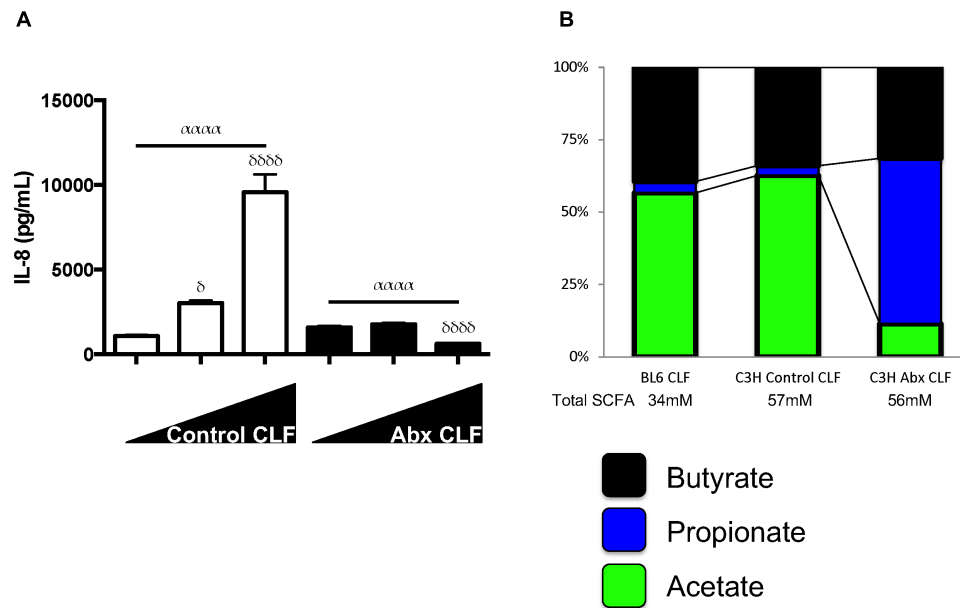 A
IL-8 (pg/mL)
15000
10000
5000
0
αααα
δδδδ
δ
αααα
δδδδ
Control CLF
Abx CLF
B
100%
75%
50%
25%
0%
BL6 CLF C3H Control CLF C3H Abx CLF
Total SCFA 34mM 57mM 56mM
Butyrate
Propionate
Acetate